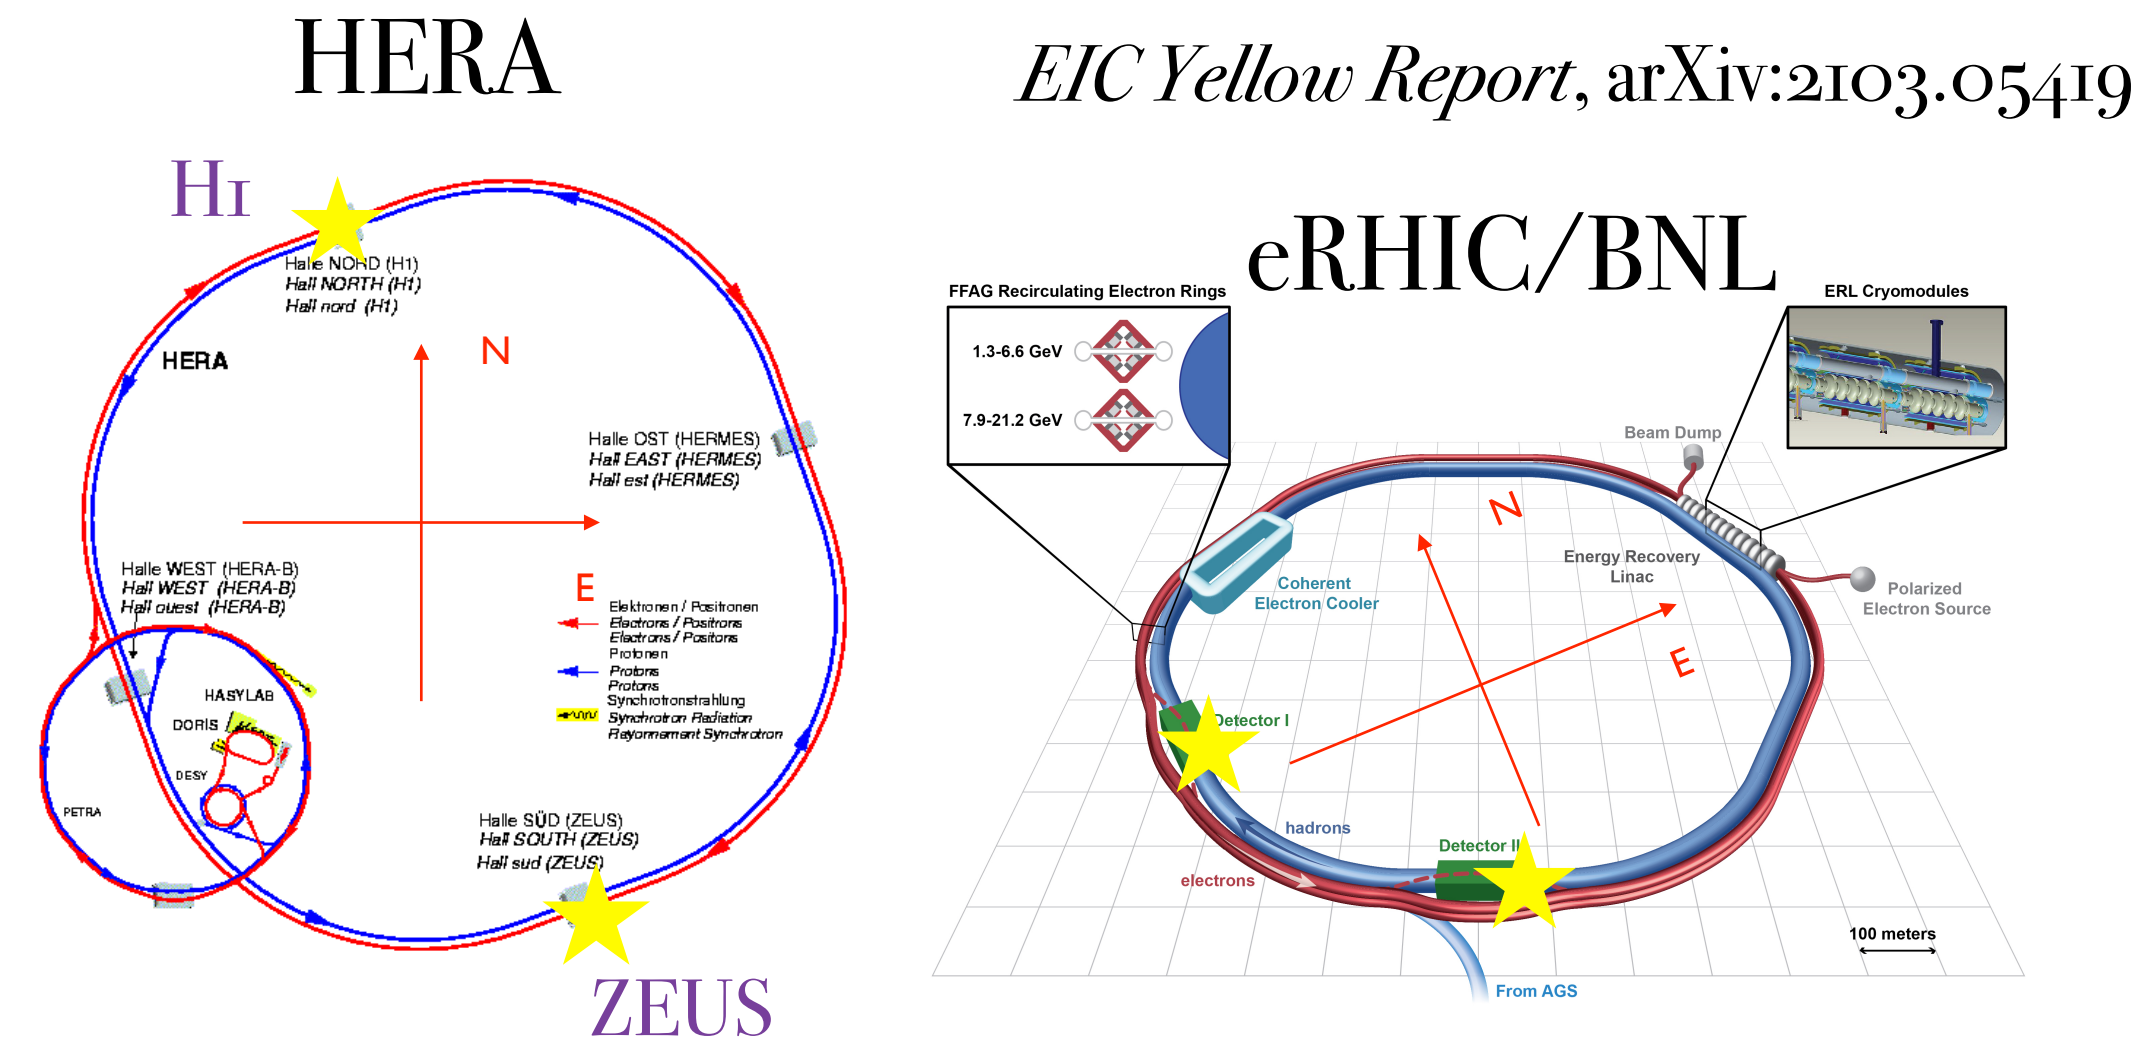 HERA
EIC Yellow Report, arXiv:2103.05419
H1
Halle NORD (H1)
Hall NORTH (H1)
Hall nord (H1)
HERA
N
Halle OST (HERMES)
Hall EAST (HERMES)
Hall est (HERMES)
E
Halle WEST (HERA-B)
Hall WEST (HERA-B)
Hall ouest (HERA-B)
Elektronen / Positronen
Electrons / Positrons
Electrons / Positons
Protonen
Protons
Protons
Synchrotronstrahlung
Synchrotron Radiation
Rayonnement Synchrotron
HASYLAB
DORIS
DESY
PETRA
Halle SÜD (ZEUS)
Hall SOUTH (ZEUS)
Hall sud (ZEUS)
ZEUS
eRHIC/BNL
FFAG Recirculating Electron Rings
1.3-6.6 GeV
7.9-21.2 GeV
ERL Cryomodules
Beam Dump
N
Energy Recovery
Linac
Polarized
Electron Source
Coherent
Electron Cooler
E
Detector I
hadrons
Detector II
electrons
100 meters
From AGS